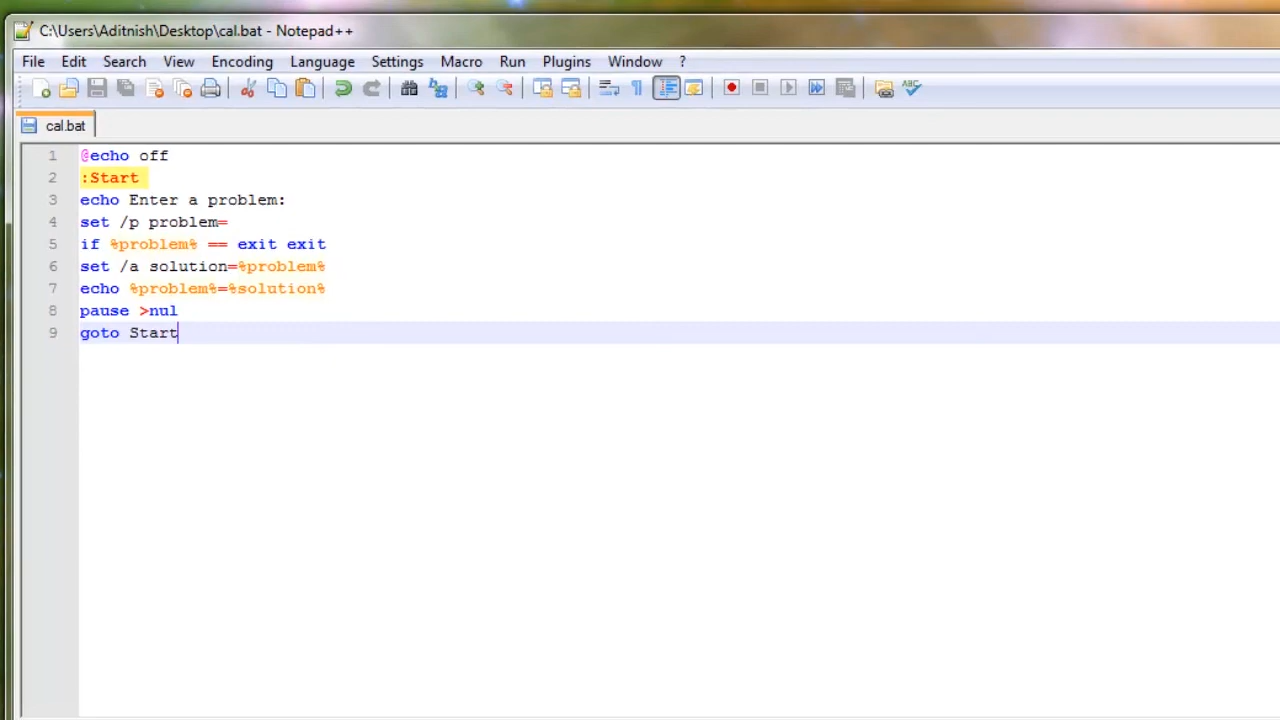 C:\Users\Aditnish\Desktop\cal.bat - Notepad++
File Edit Search View Encoding Language Settings Macro Run Plugins Window ?
cal.bat
1 @echo off
2 :Start
3 echo Enter a problem:
4 set /p problem=
5 if %problem% == exit exit
6 set /a solution=%problem%
7 echo %problem%=%solution%
8 pause >nul
9 goto Start